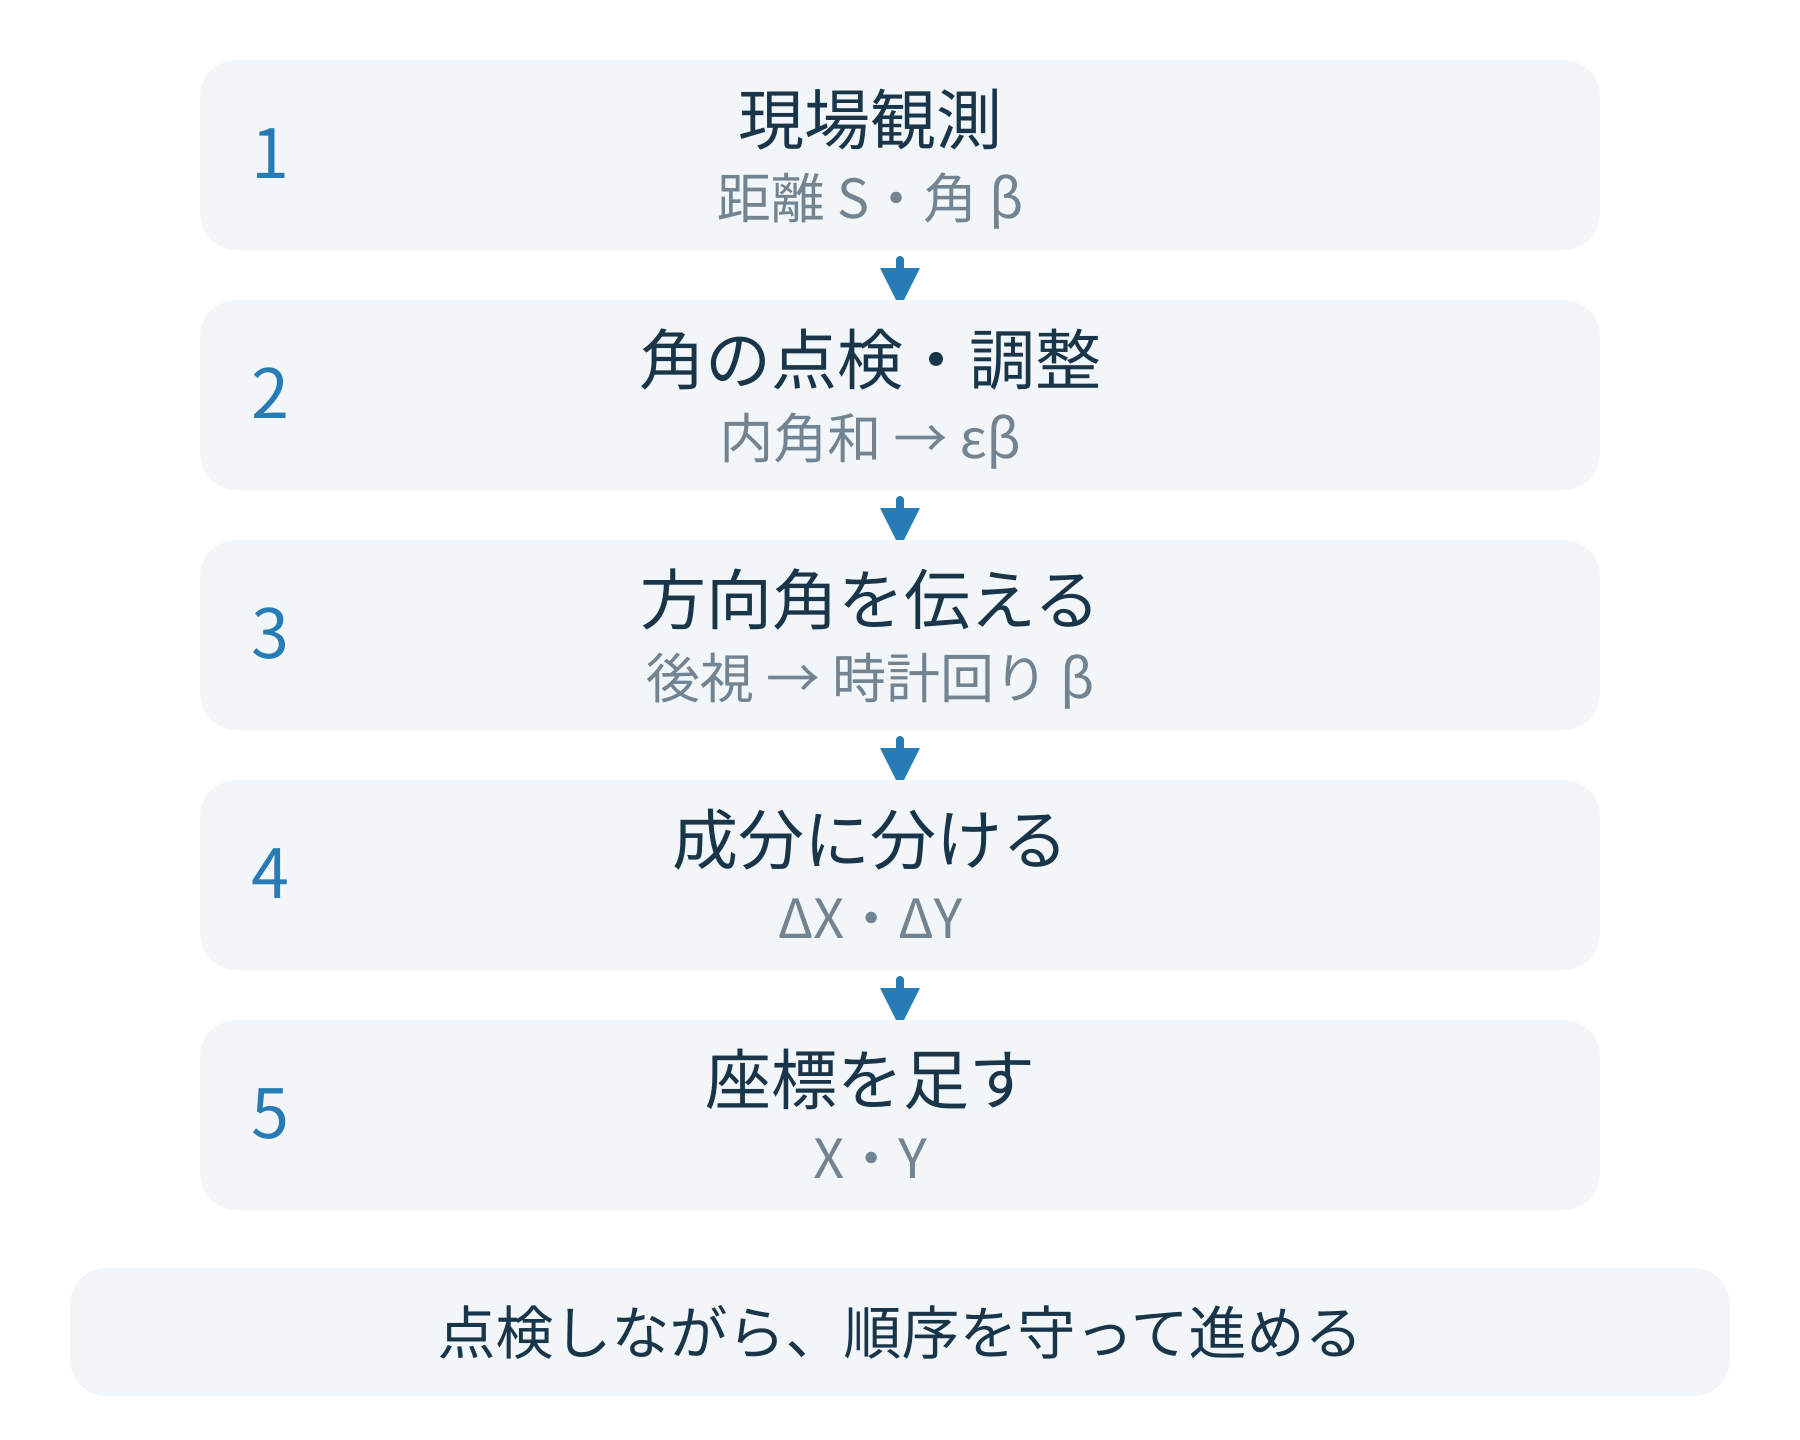 1
現場観測
距離 S・角 β
2
角の点検・調整
内角和 → εβ
3
方向角を伝える
後視 → 時計回り β
4
成分に分ける
ΔX・ΔY
5
座標を足す
X・Y
点検しながら、順序を守って進める